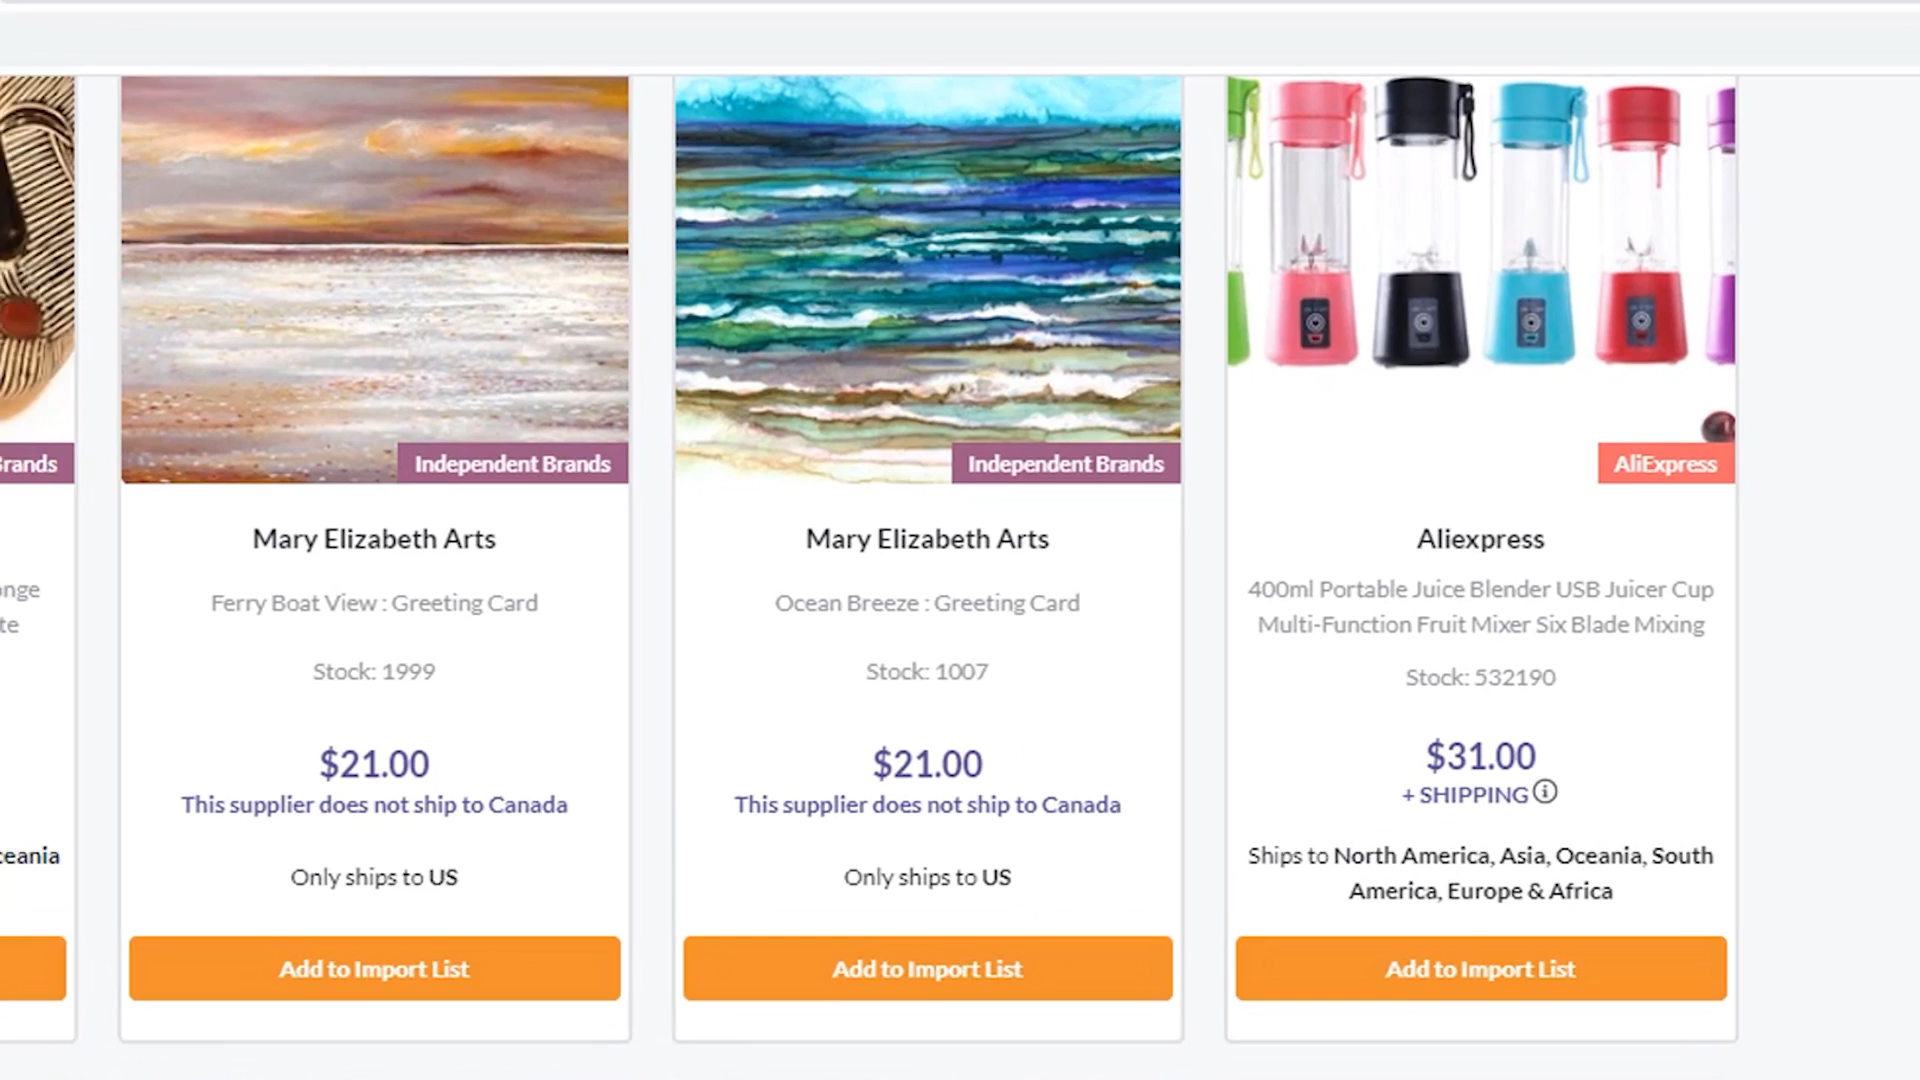 Brands
onge
te
ceania
Independent Brands
Mary Elizabeth Arts
Ferry Boat View : Greeting Card
Stock: 1999
$21.00
This supplier does not ship to Canada
Only ships to US
Add to Import List
Independent Brands
Mary Elizabeth Arts
Ocean Breeze : Greeting Card
Stock: 1007
$21.00
This supplier does not ship to Canada
Only ships to US
Add to Import List
AliExpress
Aliexpress
400ml Portable Juice Blender USB Juicer Cup
Multi-Function Fruit Mixer Six Blade Mixing
Stock: 532190
$31.00
+ SHIPPING
Ships to North America, Asia, Oceania, South
America, Europe & Africa
Add to Import List